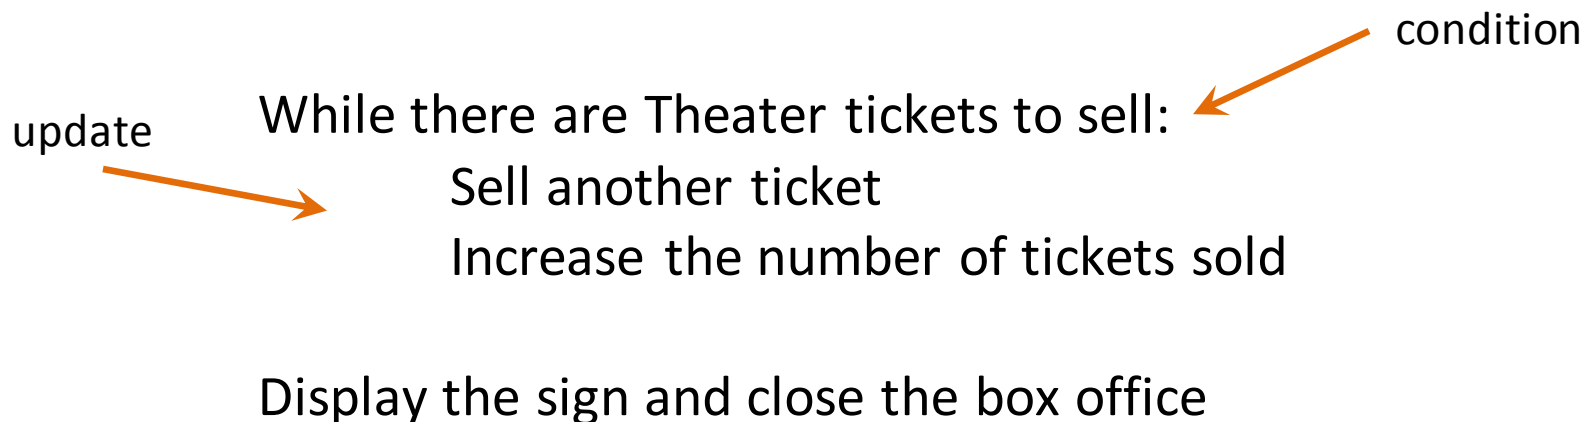 condition
While there are Theater tickets to sell:
update
Sell another ticket
Increase the number of tickets sold
Display the sign and close the box office